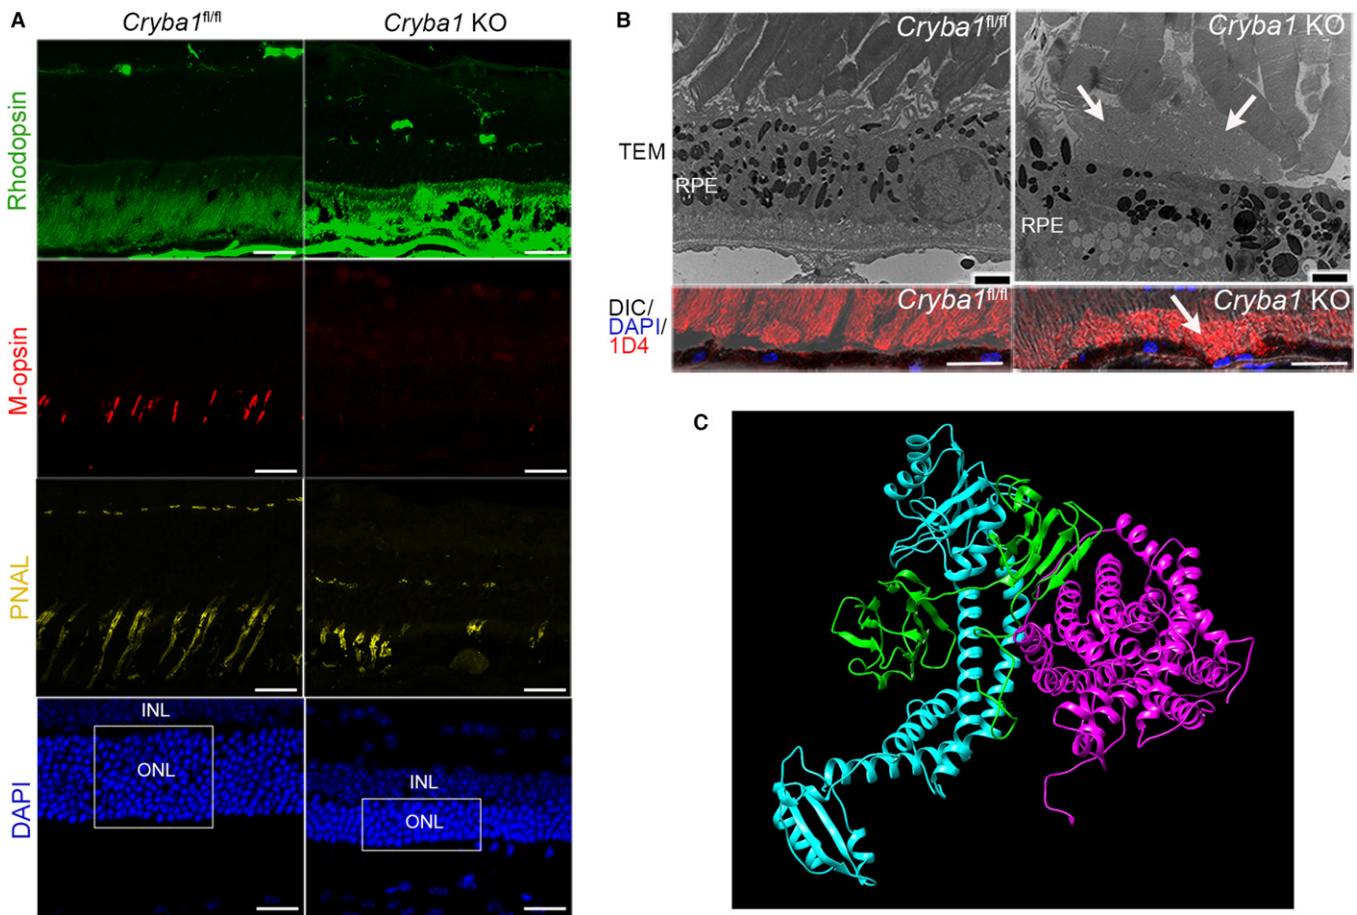 A
Cryba1fl/fl
Cryba1 KO
Rhodopsin
M-opsin
PNAL
DAPI
INL
ONL
INL
ONL
B
Cryba1fl/fl
Cryba1 KO
TEM
RPE
RPE
DIC/
DAPI/
1D4
Cryba1fl/fl
Cryba1 KO
C